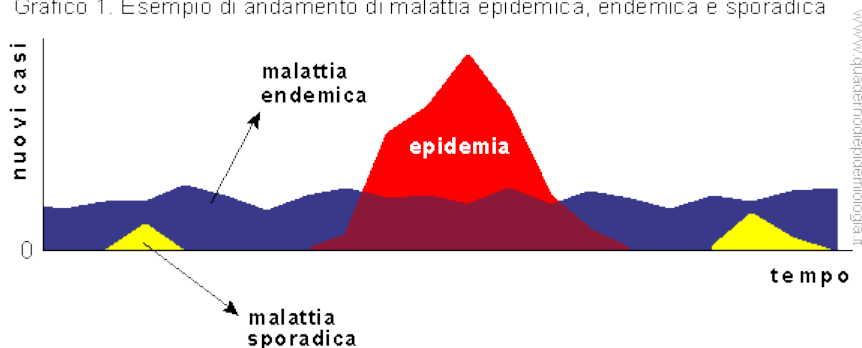 Grafico 1. Esempio di andamento di malattia epidemica, endemica e sporadica
www.quadernodiepidemiologia.it
nuovi casi
malattia
endemica
epidemia
0
tempo
malattia
sporadica